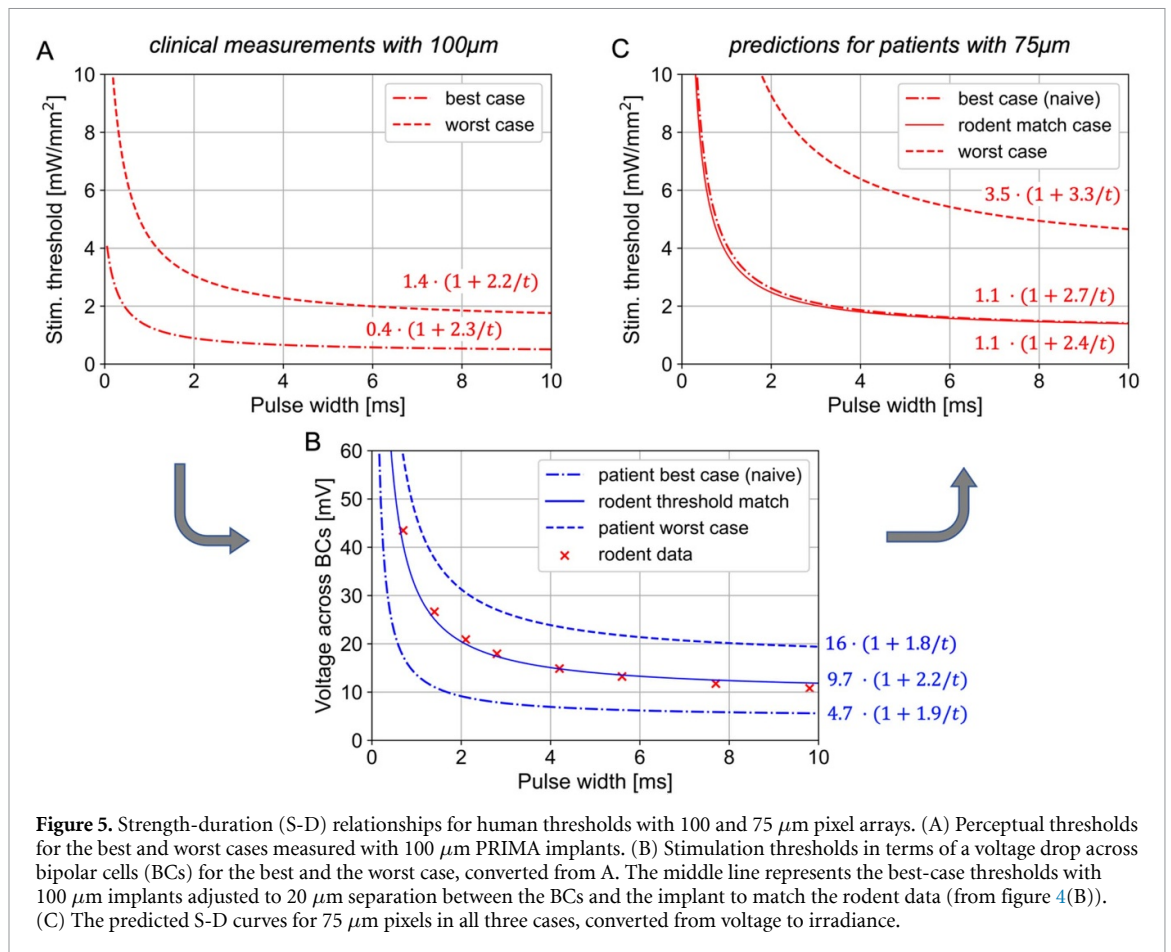 A
clinical measurements with 100µm
Stim. threshold [mW/mm²]
10
8
6
4
2
0
best case
worst case
1.4 · (1 + 2.2/t)
0.4 · (1 + 2.3/t)
0 2 4 6 8 10
Pulse width [ms]
C
predictions for patients with 75µm
Stim. threshold [mW/mm²]
10
8
6
4
2
0
best case (naive)
rodent match case
worst case
3.5 · (1 + 3.3/t)
1.1 · (1 + 2.7/t)
1.1 · (1 + 2.4/t)
0 2 4 6 8 10
Pulse width [ms]
B
Voltage across BCs [mV]
60
50
40
30
20
10
0
patient best case (naive)
rodent threshold match
patient worst case
rodent data
16 · (1 + 1.8/t)
9.7 · (1 + 2.2/t)
4.7 · (1 + 1.9/t)
0 2 4 6 8 10
Pulse width [ms]
Figure 5. Strength-duration (S-D) relationships for human thresholds with 100 and 75 µm pixel arrays. (A) Perceptual thresholds
for the best and worst cases measured with 100 µm PRIMA implants. (B) Stimulation thresholds in terms of a voltage drop across
bipolar cells (BCs) for the best and the worst case, converted from A. The middle line represents the best-case thresholds with
100 µm implants adjusted to 20 µm separation between the BCs and the implant to match the rodent data (from figure 4(B)).
(C) The predicted S-D curves for 75 µm pixels in all three cases, converted from voltage to irradiance.